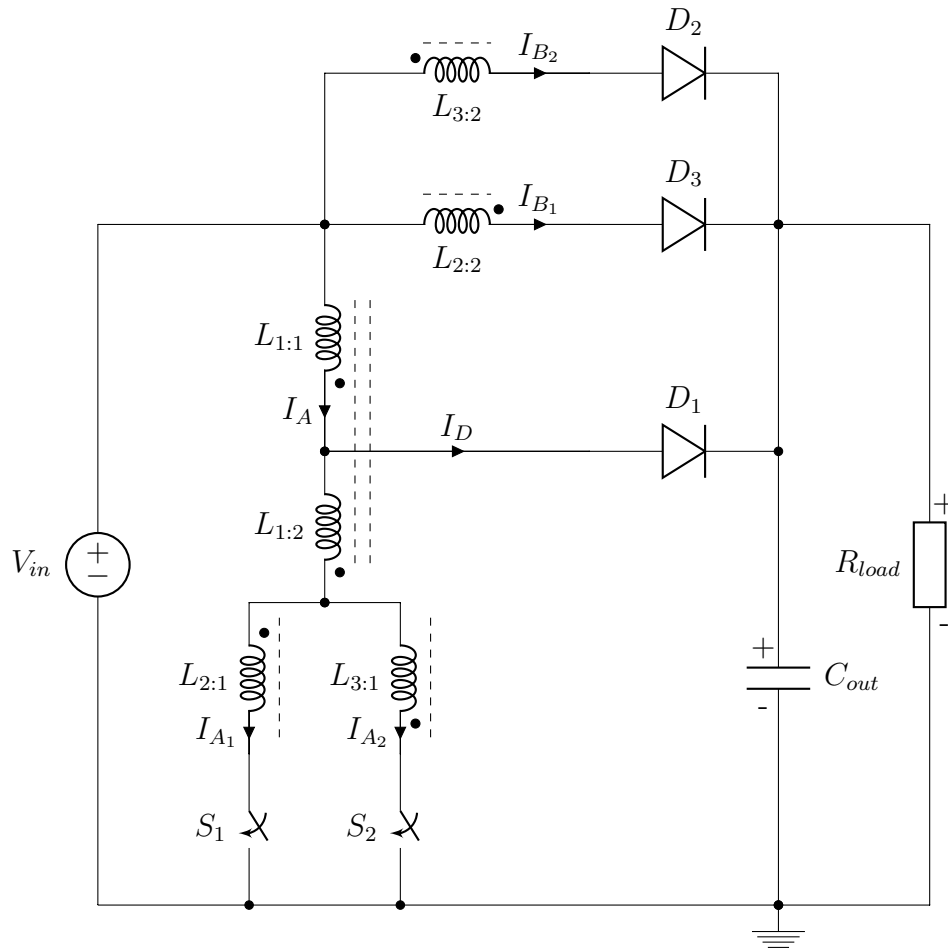 D2
IB2
L3:2
D3
IB1
L2:2
L1:1
IA
D1
ID
L1:2
Vin
+
−
Rload
+
-
L2:1
L3:1
Cout
+
-
IA1
IA2
S1
S2